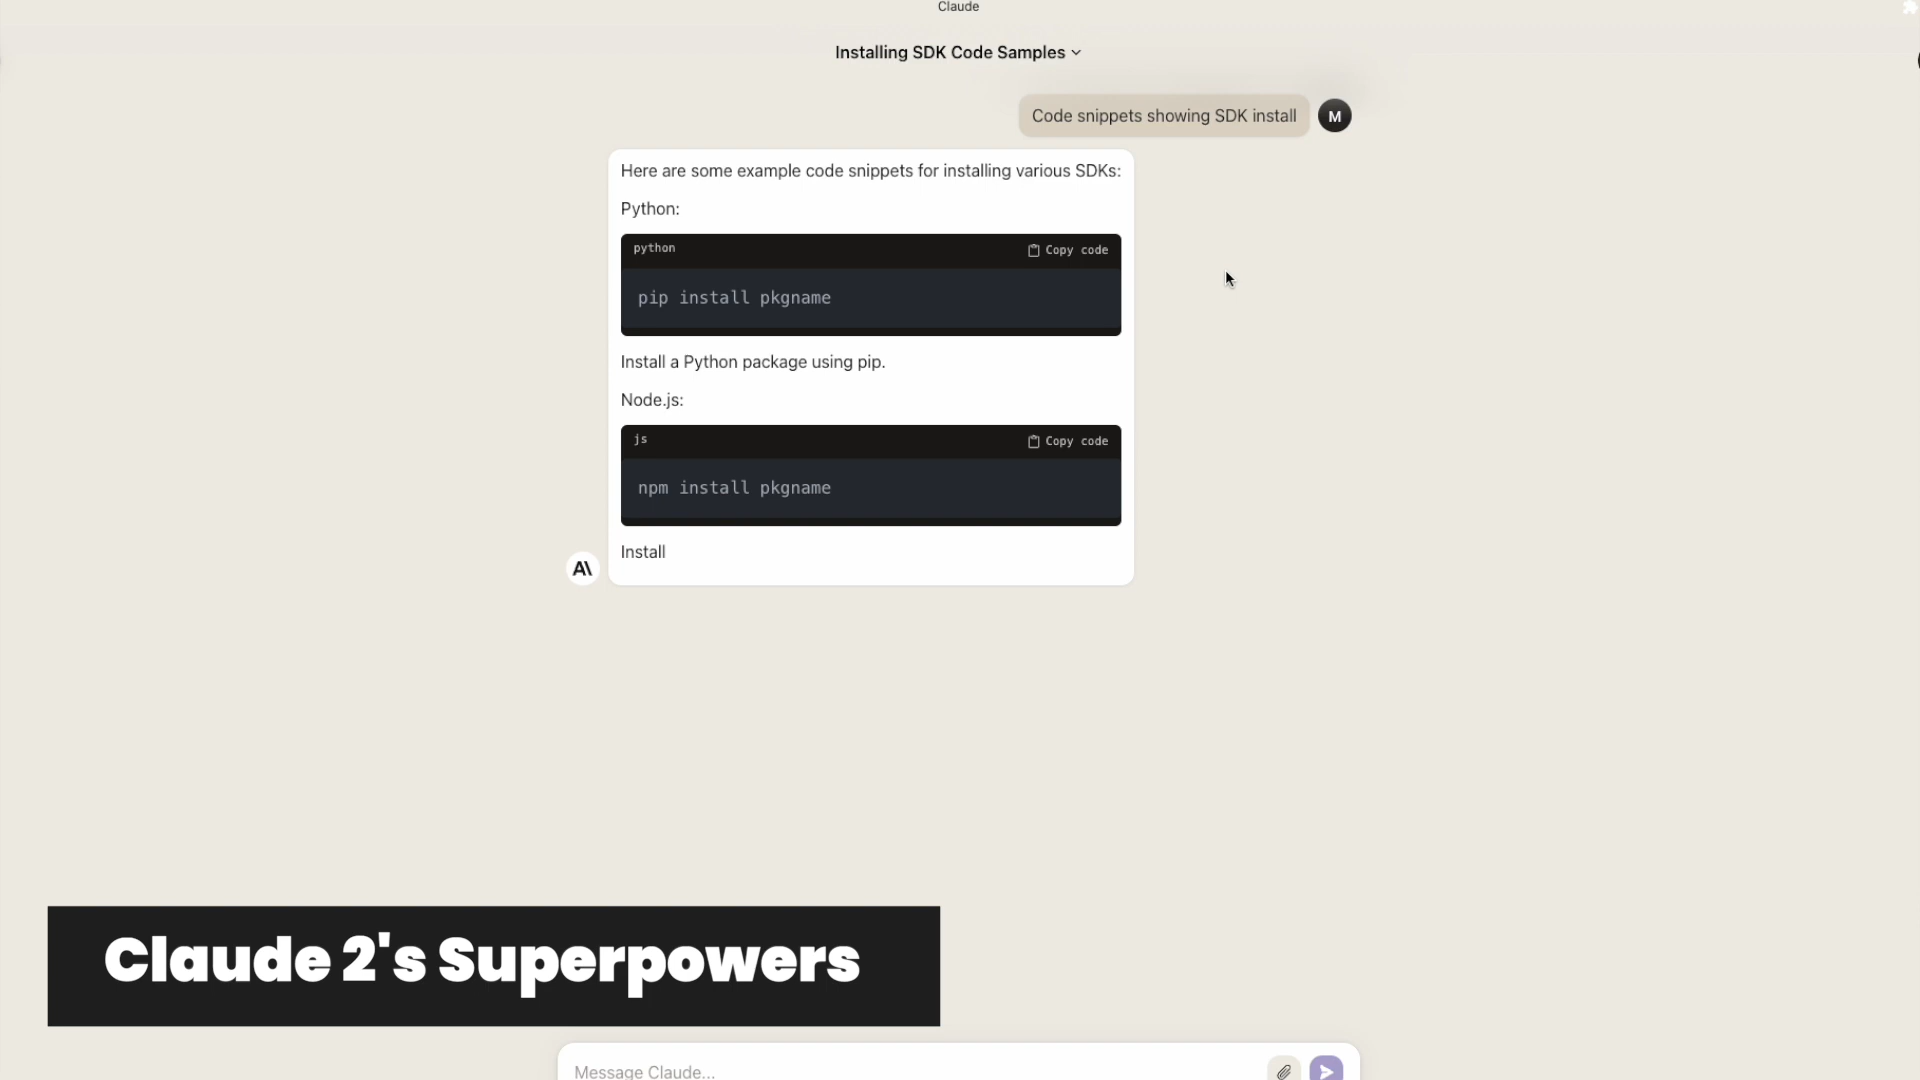 Claude
Installing SDK Code Samples
Code snippets showing SDK install
M
Here are some example code snippets for installing various SDKs:
Python:
python
Copy code
pip install pkgname
Install a Python package using pip.
Node.js:
js
Copy code
npm install pkgname
Install
A\
Claude 2's Superpowers
Message Claude...